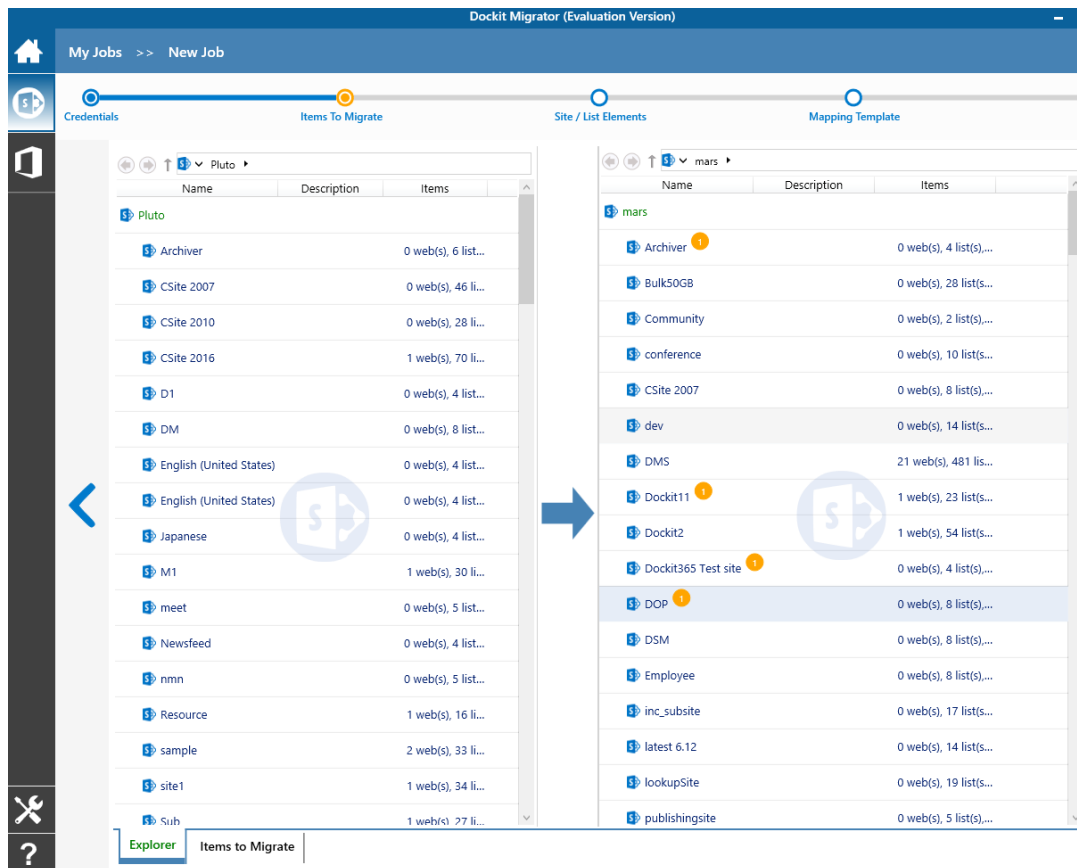 Dockit Migrator (Evaluation Version)
My Jobs >> New Job
Credentials Items To Migrate Site / List Elements Mapping Template
Pluto
Name Description Items
Pluto
Archiver 0 web(s), 6 list...
CSite 2007 0 web(s), 46 li...
CSite 2010 0 web(s), 28 li...
CSite 2016 1 web(s), 70 li...
D1 0 web(s), 4 list...
DM 0 web(s), 8 list...
English (United States) 0 web(s), 4 list...
English (United States) 0 web(s), 4 list...
Japanese 0 web(s), 4 list...
M1 1 web(s), 30 li...
meet 0 web(s), 5 list...
Newsfeed 0 web(s), 4 list...
nmn 0 web(s), 5 list...
Resource 1 web(s), 16 li...
sample 2 web(s), 33 li...
site1 1 web(s), 34 li...
Sub 1 web(s), 27 li...
mars
Name Description Items
mars
Archiver 1 0 web(s), 4 list(s),...
Bulk50GB 0 web(s), 28 list(s...
Community 0 web(s), 2 list(s),...
conference 0 web(s), 10 list(s...
CSite 2007 0 web(s), 8 list(s),...
dev 0 web(s), 14 list(s...
DMS 21 web(s), 481 lis...
Dockit11 1 1 web(s), 23 list(s...
Dockit2 1 web(s), 54 list(s...
Dockit365 Test site 1 0 web(s), 4 list(s),...
DOP 1 0 web(s), 8 list(s),...
DSM 0 web(s), 8 list(s),...
Employee 0 web(s), 8 list(s),...
inc_subsite 0 web(s), 17 list(s...
latest 6.12 0 web(s), 14 list(s...
lookupSite 0 web(s), 19 list(s...
publishingsite 0 web(s), 5 list(s),...
Explorer Items to Migrate
?